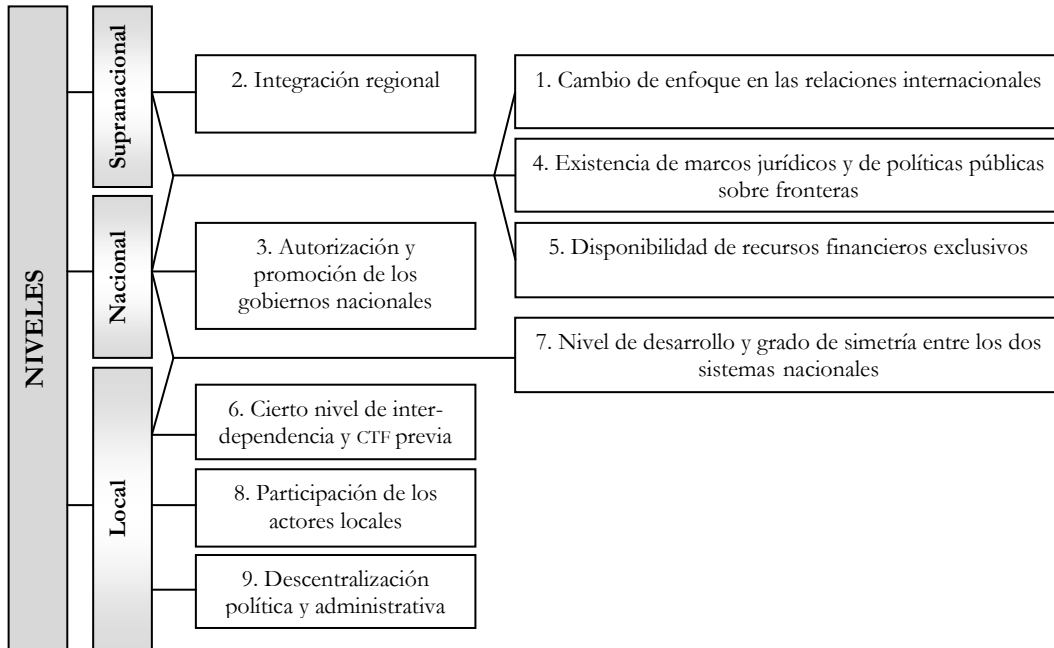 NIVELES
Supranacional
2. Integración regional
1. Cambio de enfoque en las relaciones internacionales
4. Existencia de marcos jurídicos y de políticas públicas
sobre fronteras
5. Disponibilidad de recursos financieros exclusivos
Nacional
3. Autorización y
promoción de los
gobiernos nacionales
7. Nivel de desarrollo y grado de simetría entre los dos
sistemas nacionales
Local
6. Cierto nivel de inter-
dependencia y CTF previa
8. Participación de los
actores locales
9. Descentralización
política y administrativa